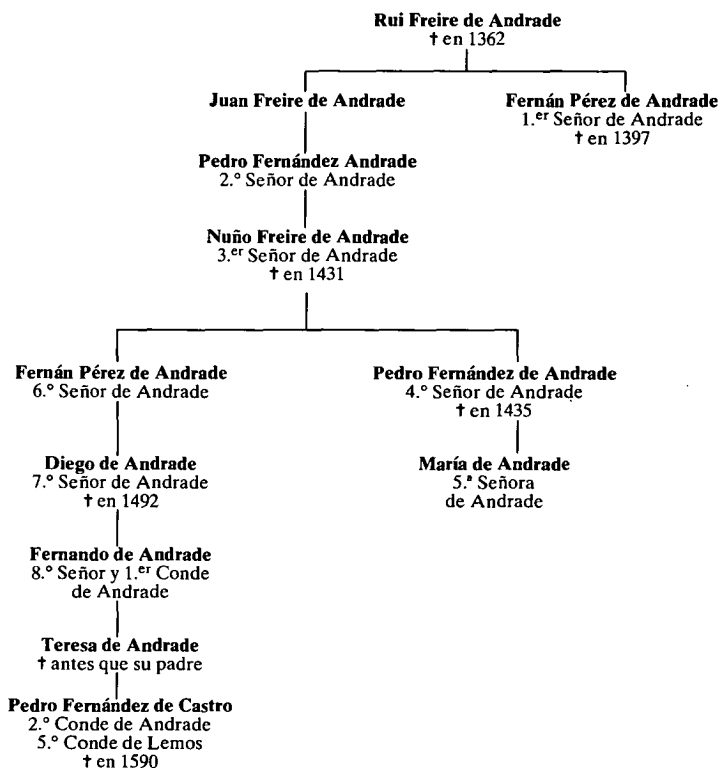 Rui Freire de Andrade
† en 1362
Juan Freire de Andrade
Fernán Pérez de Andrade
1.er Señor de Andrade
† en 1397
Pedro Fernández Andrade
2.º Señor de Andrade
Nuño Freire de Andrade
3.er Señor de Andrade
† en 1431
Fernán Pérez de Andrade
6.º Señor de Andrade
Pedro Fernández de Andrade
4.º Señor de Andrade
† en 1435
Diego de Andrade
7.º Señor de Andrade
† en 1492
María de Andrade
5.ª Señora
de Andrade
Fernando de Andrade
8.º Señor y 1.er Conde
de Andrade
Teresa de Andrade
† antes que su padre
Pedro Fernández de Castro
2.º Conde de Andrade
5.º Conde de Lemos
† en 1590